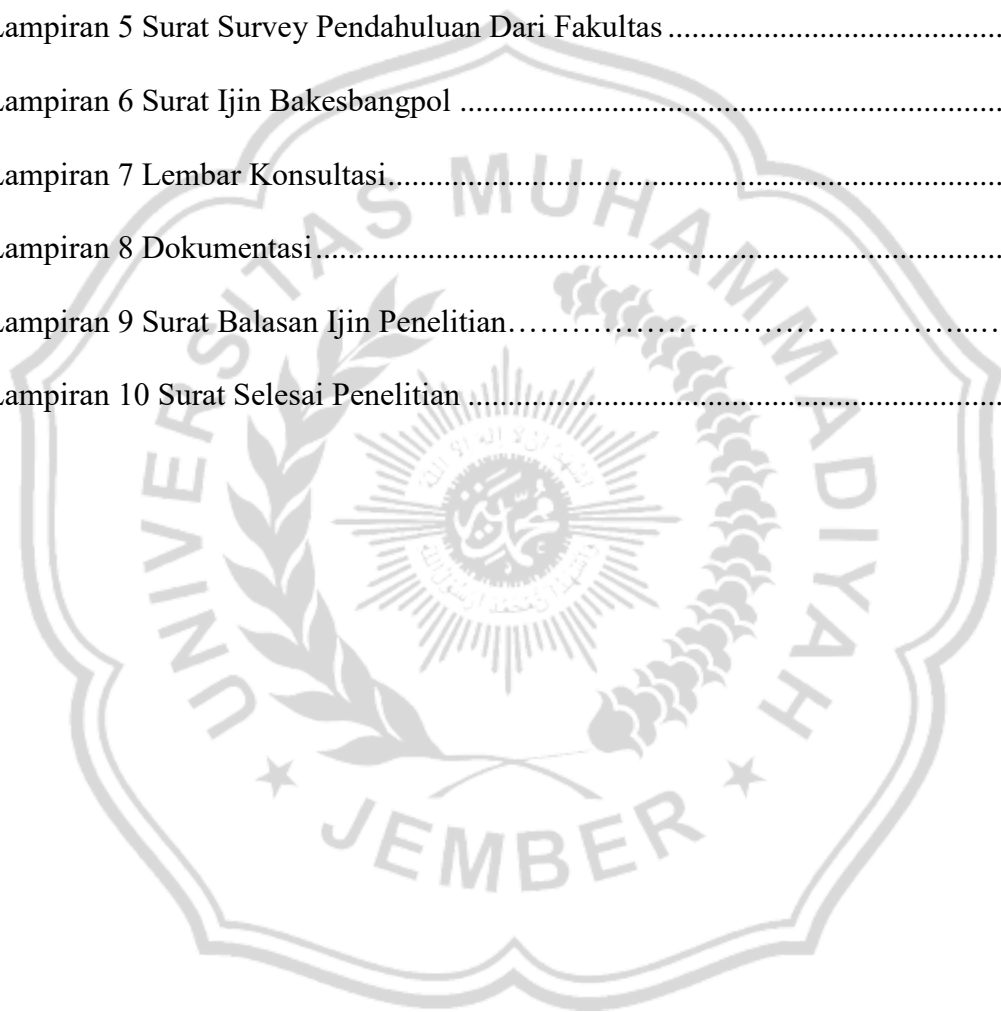 Lampiran 5 Surat Survey Pendahuluan Dari Fakultas ..........................................
Lampiran 6 Surat Ijin Bakesbangpol ......................................................................
Lampiran 7 Lembar Konsultasi................................................................................
Lampiran 8 Dokumentasi.........................................................................................
Lampiran 9 Surat Balasan Ijin Penelitian……………………………………...…
Lampiran 10 Surat Selesai Penelitian .....................................................................
UNIVERSITAS MUHAMMADIYAH
JEMBER